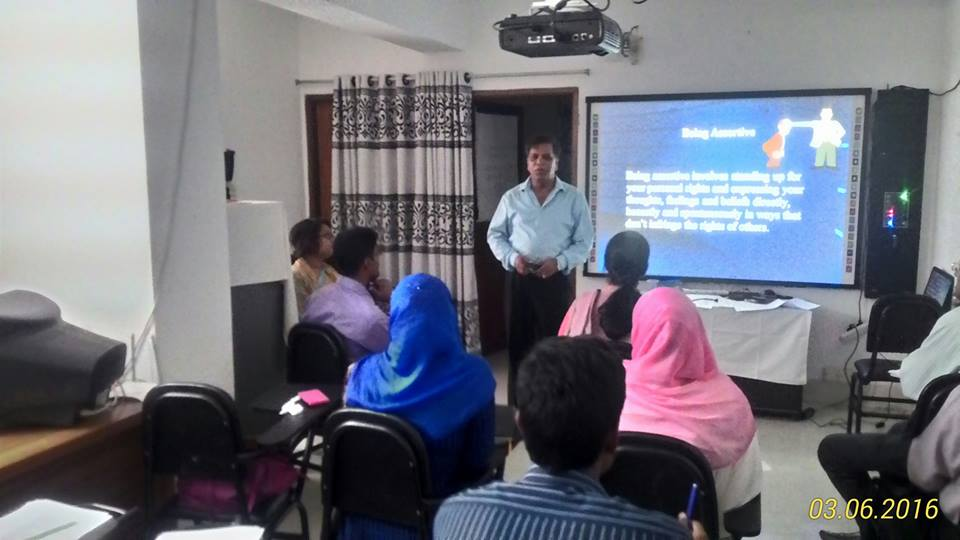 Being Assertive
Being assertive involves standing up for
your personal rights and expressing your
thoughts, feelings and beliefs directly,
honestly and spontaneously in ways that
don't infringe the rights of others.
03.06.2016